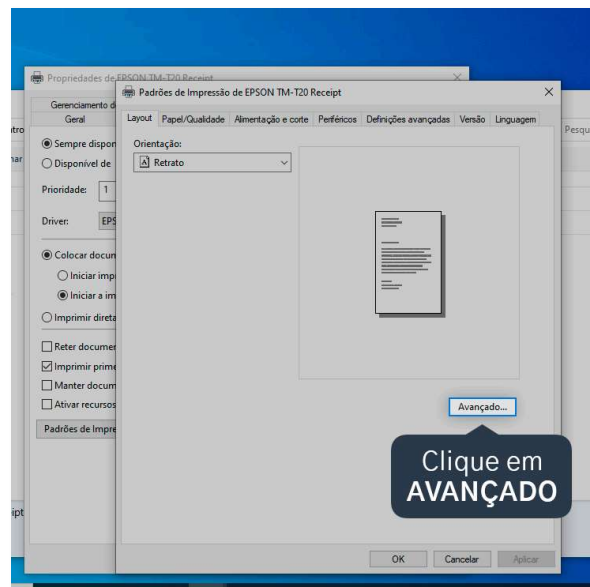 Propriedades de EPSON TM-T20 Receipt
Padrões de Impressão de EPSON TM-T20 Receipt
Gerenciamento d
Geral
Layout Papel/Qualidade Alimentação e corte Periféricos Definições avançadas Versão Linguagem
Pesqu
Sempre dispon
Orientação:
Disponível de
Retrato
Prioridade: 1
Driver: EPS
Colocar docum
Iniciar impr
Iniciar a im
Imprimir direta
Reter documer
Imprimir prime
Manter docum
Ativar recursos
Avançado...
Padrões de Impre
Clique em
AVANÇADO
ipt
OK Cancelar Aplicar